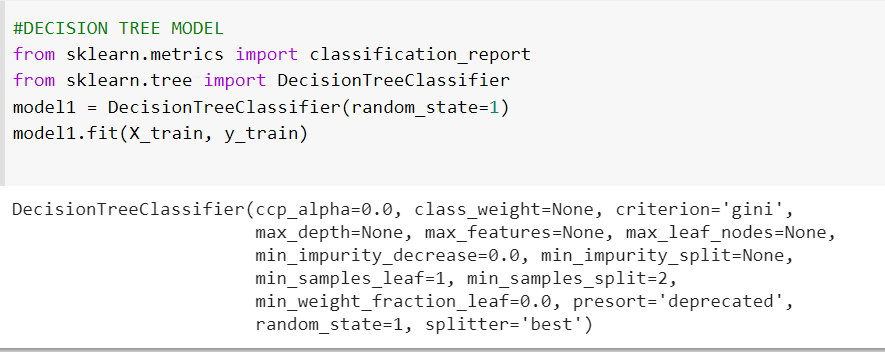 #DECISION TREE MODEL
from sklearn.metrics import classification_report
from sklearn.tree import DecisionTreeClassifier
model1 = DecisionTreeClassifier(random_state=1)
model1.fit(X_train, y_train)
DecisionTreeClassifier(ccp_alpha=0.0, class_weight=None, criterion='gini',
max_depth=None, max_features=None, max_leaf_nodes=None,
min_impurity_decrease=0.0, min_impurity_split=None,
min_samples_leaf=1, min_samples_split=2,
min_weight_fraction_leaf=0.0, presort='deprecated',
random_state=1, splitter='best')